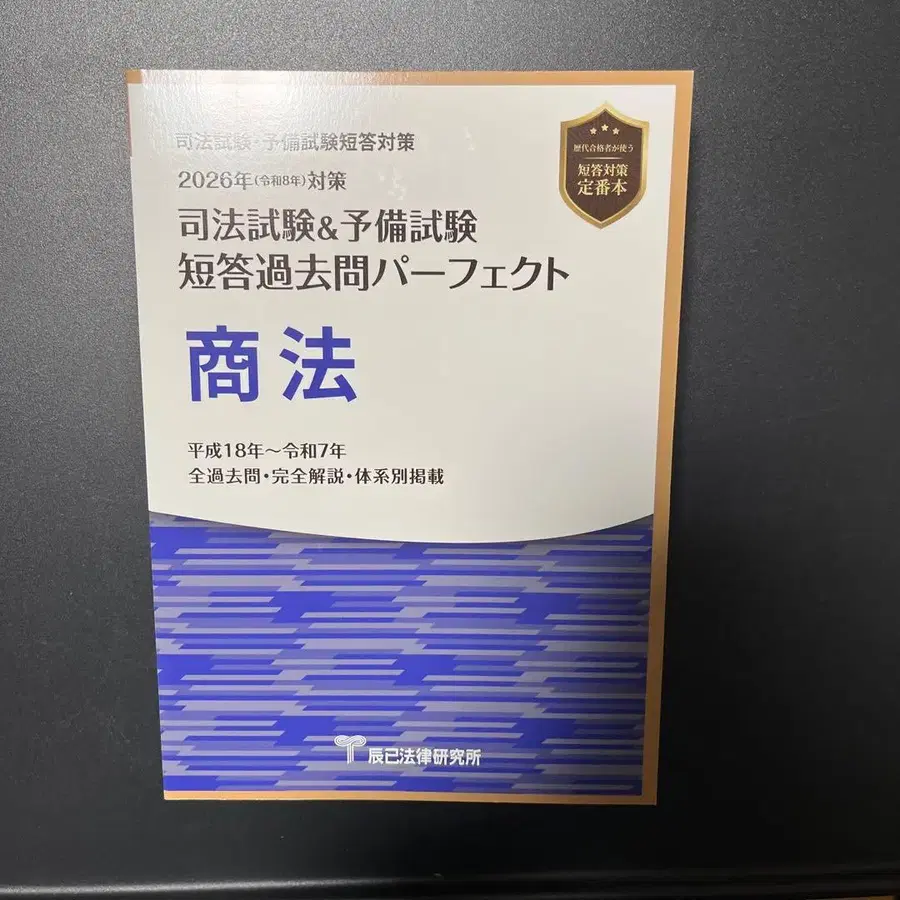 司法試験・予備試験短答対策
2026年(令和8年)対策
司法試験&予備試験
短答過去問パーフェクト
商法
平成18年～令和7年
全過去問・完全解説・体系別掲載
歴代合格者が使う
短答対策
定番本
辰已法律研究所